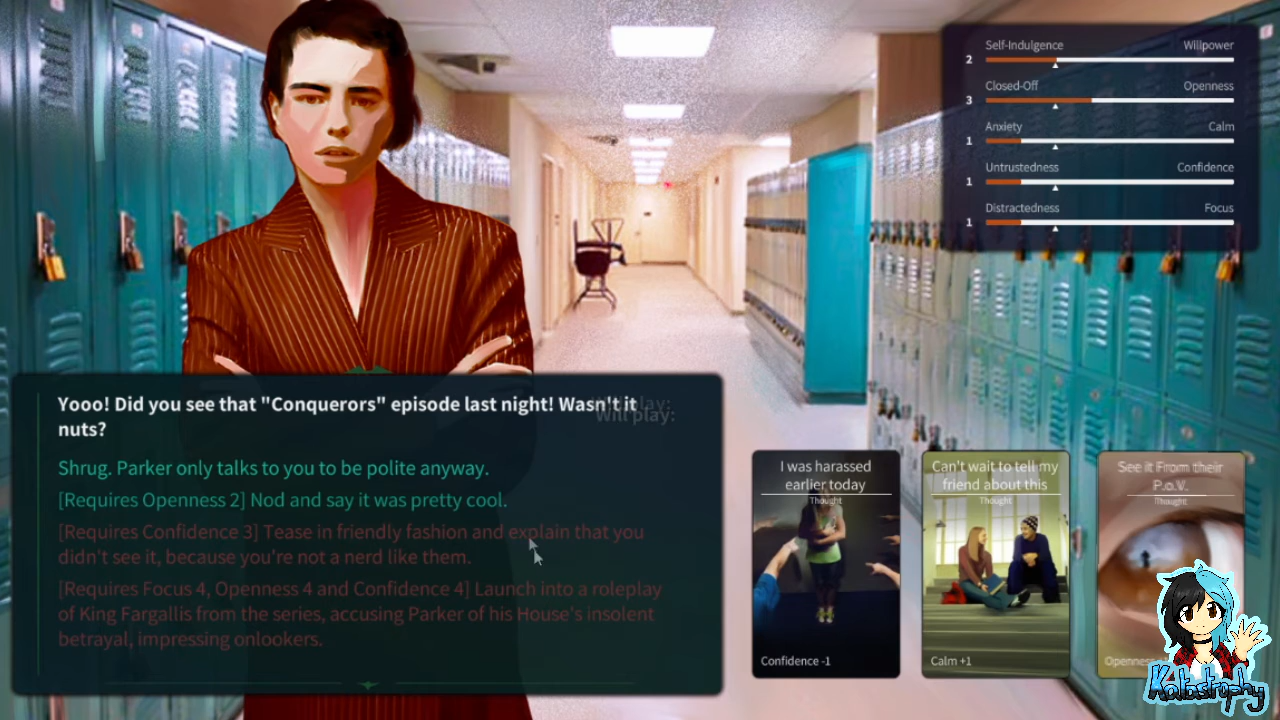 Self-Indulgence Willpower
2
Closed-Off Openness
3
Anxiety Calm
1
Untrustedness Confidence
1
Distractedness Focus
1
Yooo! Did you see that "Conquerors" episode last night! Wasn't it
nuts?
Will play:
Shrug. Parker only talks to you to be polite anyway.
[Requires Openness 2] Nod and say it was pretty cool.
[Requires Confidence 3] Tease in friendly fashion and explain that you
didn't see it, because you're not a nerd like them.
[Requires Focus 4, Openness 4 and Confidence 4] Launch into a roleplay
of King Fargallis from the series, accusing Parker of his House's insolent
betrayal, impressing onlookers.
I was harassed
earlier today
Thought
Confidence -1
Can't wait to tell my
friend about this
Thought
Calm +1
See it From their
P.o.V.
Thought
Openness
Kalastrophy